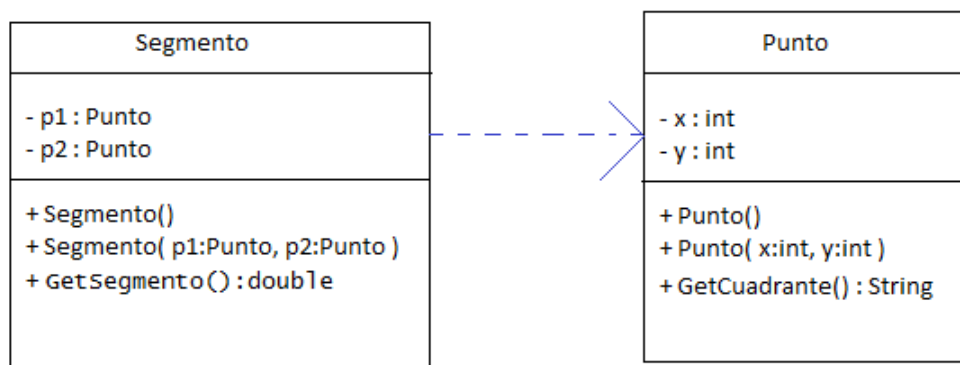 Segmento
- p1 : Punto
- p2 : Punto
+ Segmento()
+ Segmento( p1:Punto, p2:Punto )
+ GetSegmento():double
Punto
- x : int
- y : int
+ Punto()
+ Punto( x:int, y:int )
+ GetCuadrante() : String